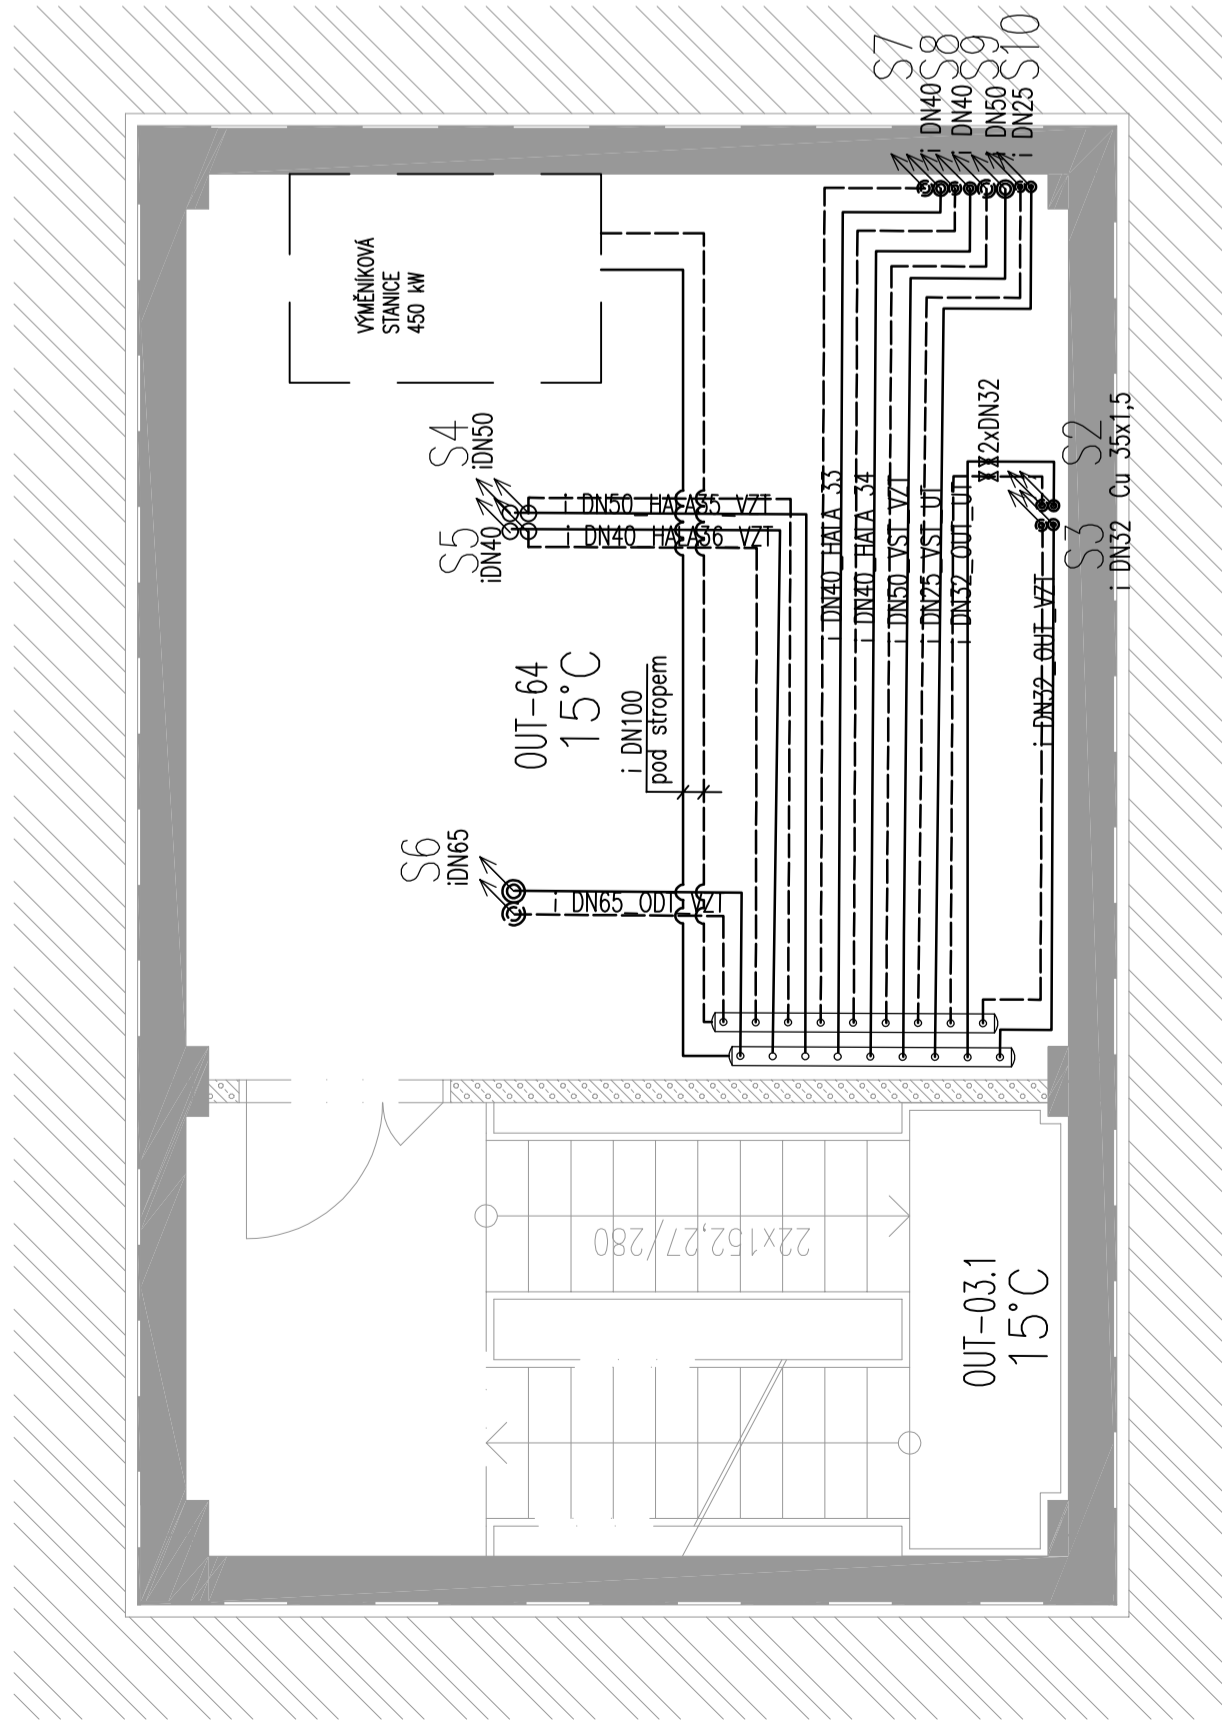 S7
i DN40
S8
i DN40
S9
i DN50
S10
i DN25
VÝMĚNÍKOVÁ
STANICE
450 kW
S4
iDN50
S5
iDN40
i DN50_HALA35_VZT
i DN40_HALA36_VZT
2xDN32
S2
Cu 35x1,5
S3
i DN32
i DN40_HALA 33
i DN40_HALA 34
i DN50_VST_VZT
i DN25_VST_UT
i DN32_OUT_UT
i DN32_OUT_VZT
OUT-64
15°C
i DN100
pod stropem
S6
iDN65
i DN65_ODT_VZT
22x152,27/280
OUT-03.1
15°C